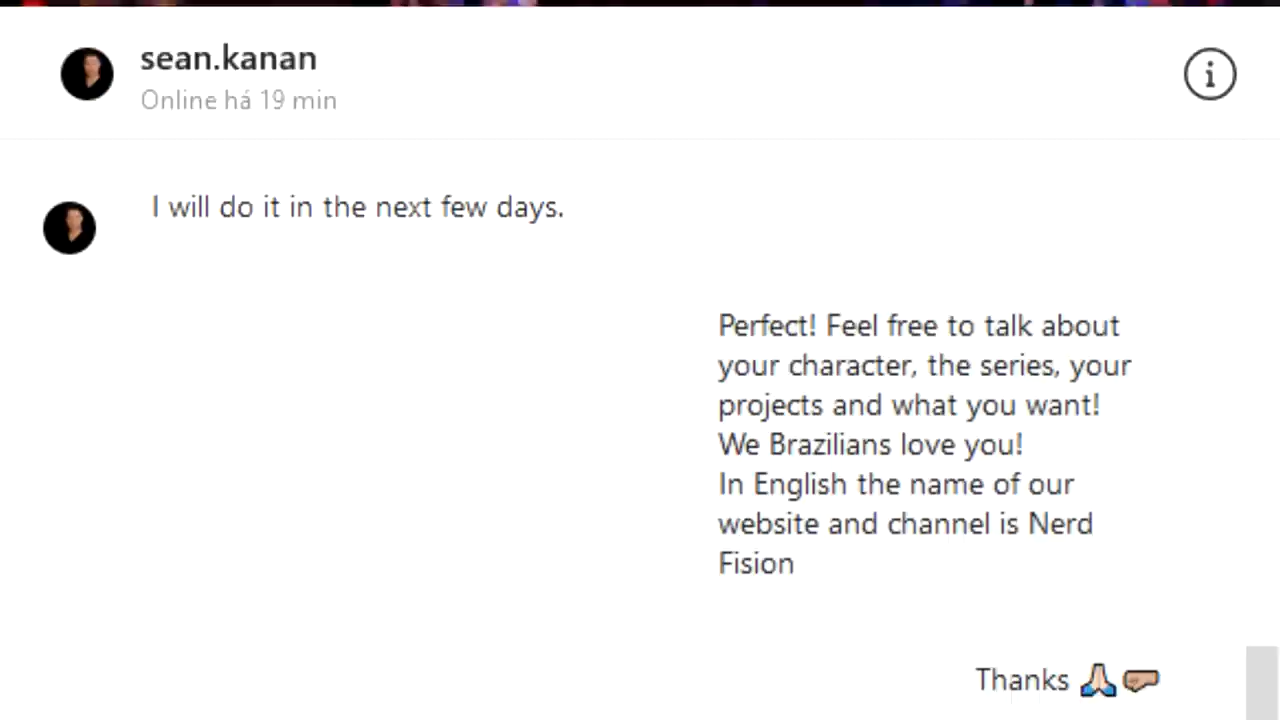 sean.kanan
Online há 19 min
I will do it in the next few days.
Perfect! Feel free to talk about
your character, the series, your
projects and what you want!
We Brazilians love you!
In English the name of our
website and channel is Nerd
Fision
Thanks 🙏🏻🤛🏼